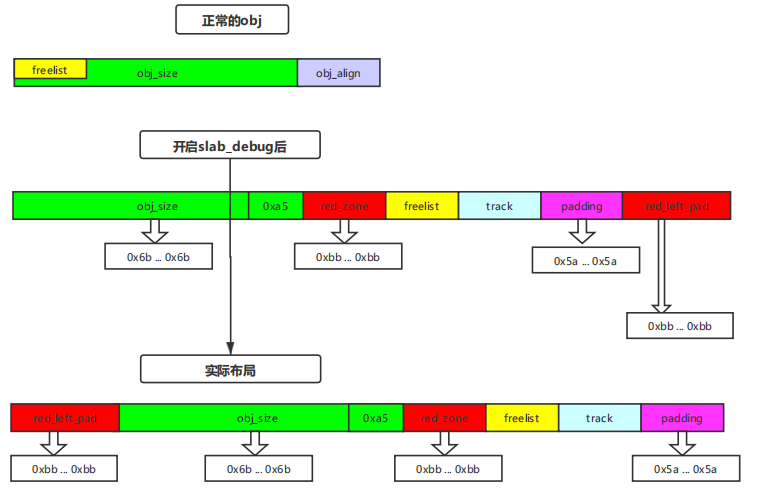 正常的obj
freelist
obj_size
obj_align
开启slab_debug后
obj_size
0xa5
red_zone
freelist
track
padding
red_left_pad
0x6b ... 0x6b
0xbb ... 0xbb
0x5a ... 0x5a
0xbb ... 0xbb
实际布局
red_left_pad
obj_size
0xa5
red_zone
freelist
track
padding
0xbb ... 0xbb
0x6b ... 0x6b
0xbb ... 0xbb
0x5a ... 0x5a